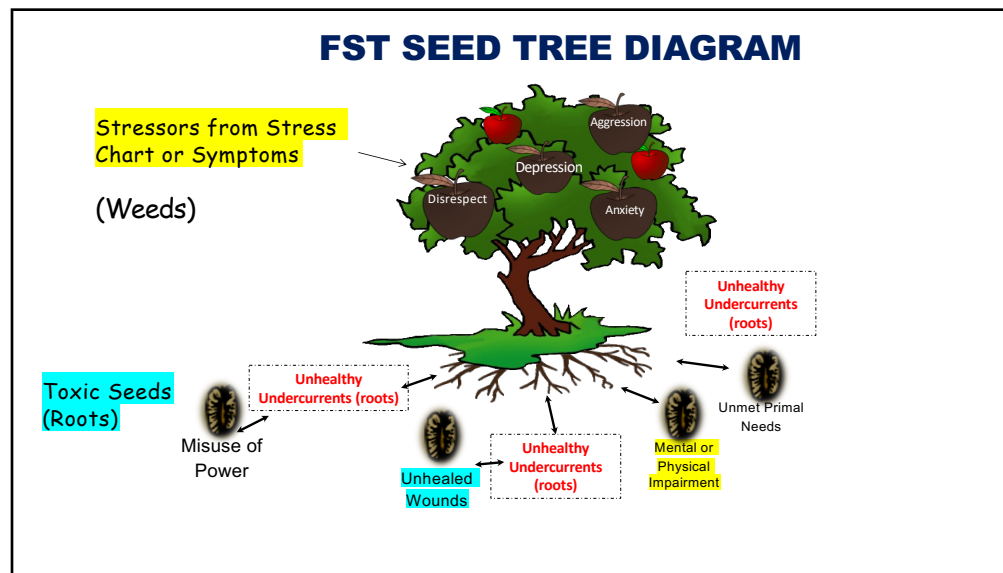 FST SEED TREE DIAGRAM
Stressors from Stress
Chart or Symptoms
(Weeds)
Aggression
Depression
Disrespect
Anxiety
Unhealthy
Undercurrents
(roots)
Toxic Seeds
(Roots)
Unhealthy
Undercurrents (roots)
Misuse of
Power
Unhealed
Wounds
Unhealthy
Undercurrents
(roots)
Mental or
Physical
Impairment
Unmet Primal
Needs